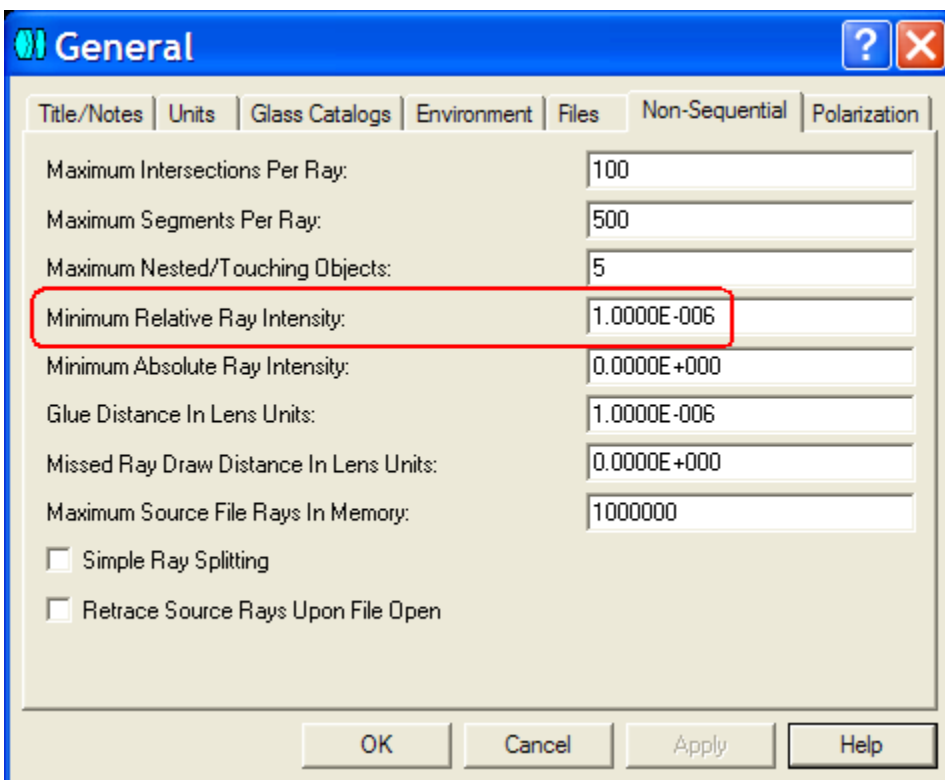 General
Title/Notes Units Glass Catalogs Environment Files Non-Sequential Polarization
Maximum Intersections Per Ray: 100
Maximum Segments Per Ray: 500
Maximum Nested/Touching Objects: 5
Minimum Relative Ray Intensity: 1.0000E-006
Minimum Absolute Ray Intensity: 0.0000E+000
Glue Distance In Lens Units: 1.0000E-006
Missed Ray Draw Distance In Lens Units: 0.0000E+000
Maximum Source File Rays In Memory: 1000000
Simple Ray Splitting
Retrace Source Rays Upon File Open
OK Cancel Apply Help